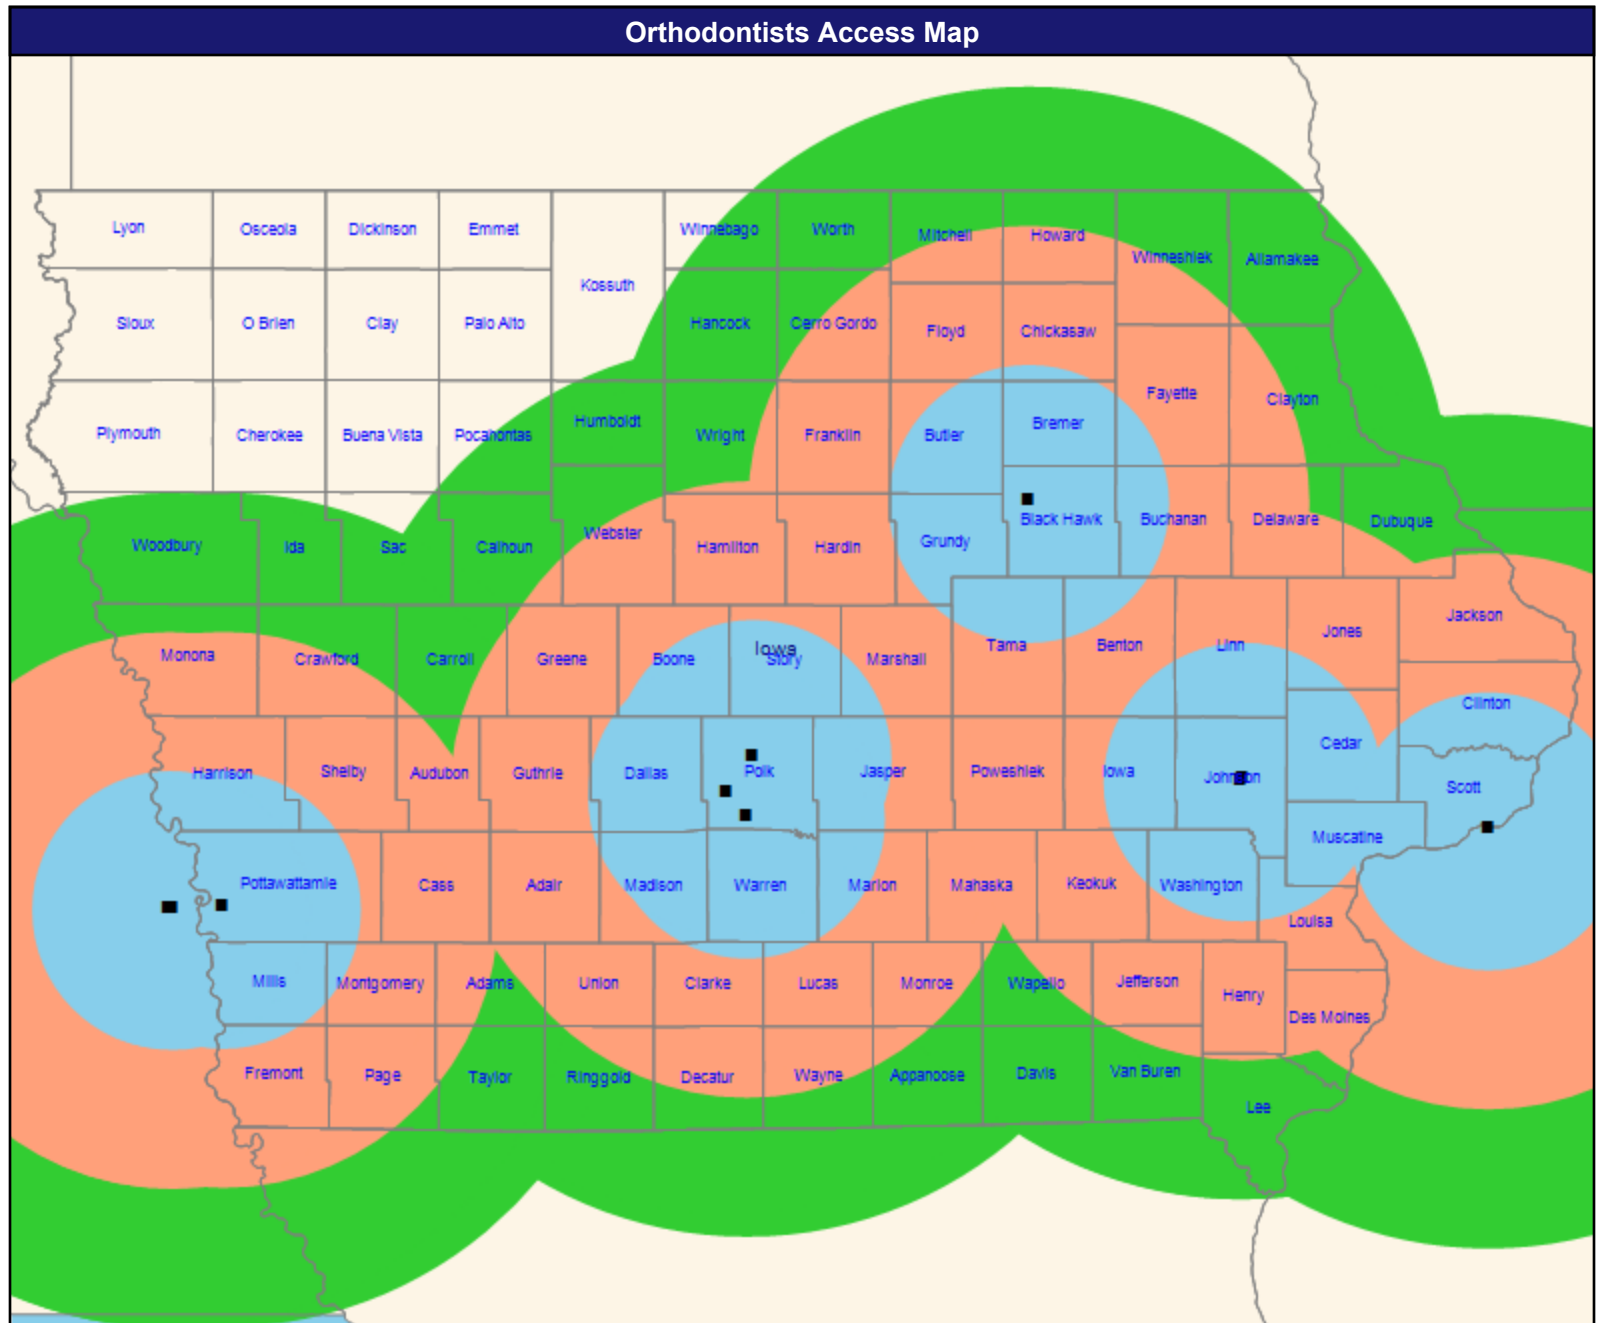 Orthodontists Access Map
Lyon Osceola Dickinson Emmet Winnebago Worth Mitchell Howard
Winneshiek Allamakee
Kossuth
Sioux O Brien Clay Palo Alto Hancock Cerro Gordo Floyd Chickasaw
Fayette Clayton
Plymouth Cherokee Buena Vista Pocahontas Humboldt Wright Franklin Butler Bremer
Woodbury Ida Sac Calhoun Webster Hamilton Hardin Grundy Black Hawk Buchanan Delaware Dubuque
Monona Crawford Carroll Greene Boone Iowa Story Marshall Tama Benton Linn Jones Jackson
Clinton
Harrison Shelby Audubon Guthrie Dallas Polk Jasper Poweshiek Iowa Johnson Cedar Scott
Muscatine
Pottawattamie Cass Adair Madison Warren Marion Mahaska Keokuk Washington
Louisa
Mills Montgomery Adams Union Clarke Lucas Monroe Wapello Jefferson Henry
Des Moines
Fremont Page Taylor Ringgold Decatur Wayne Appanoose Davis Van Buren
Lee